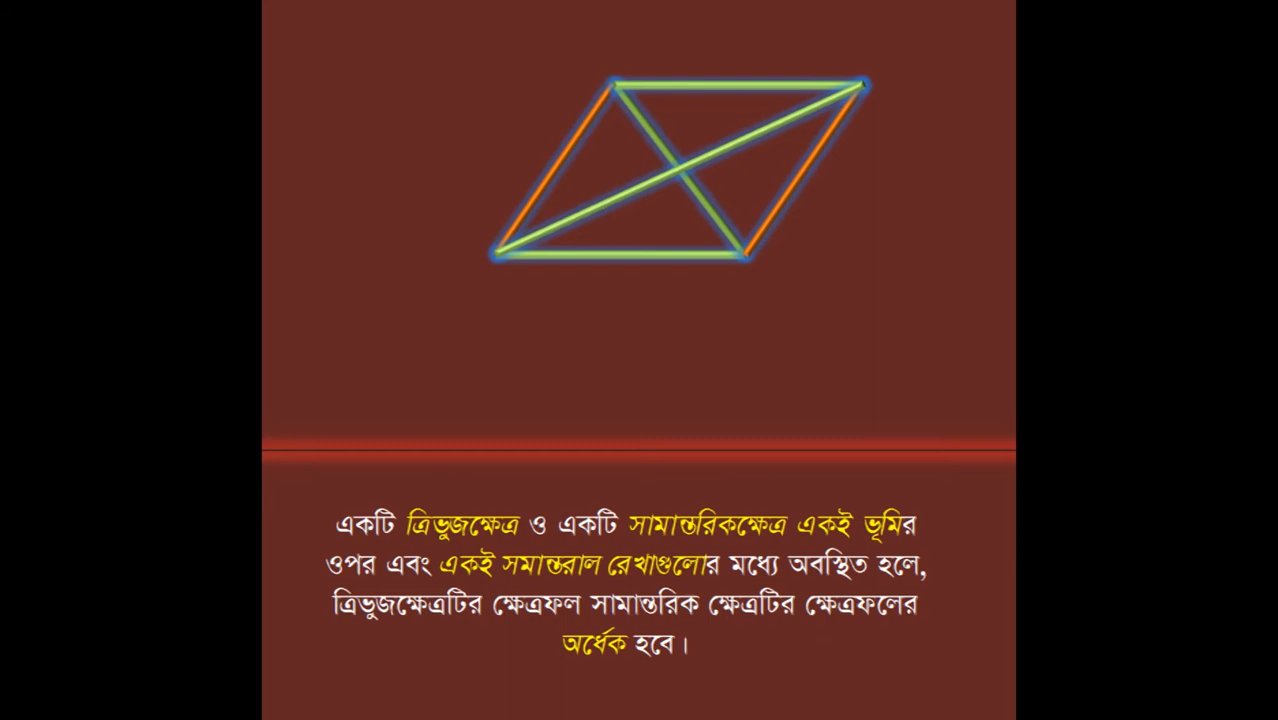 একটি ত্রিভুজক্ষেত্র ও একটি সামান্তরিকক্ষেত্র একই ভূমির
ওপর এবং একই সমান্তরাল রেখাগুলোর মধ্যে অবস্থিত হলে,
ত্রিভুজক্ষেত্রটির ক্ষেত্রফল সামান্তরিক ক্ষেত্রটির ক্ষেত্রফলের
অর্ধেক হবে।